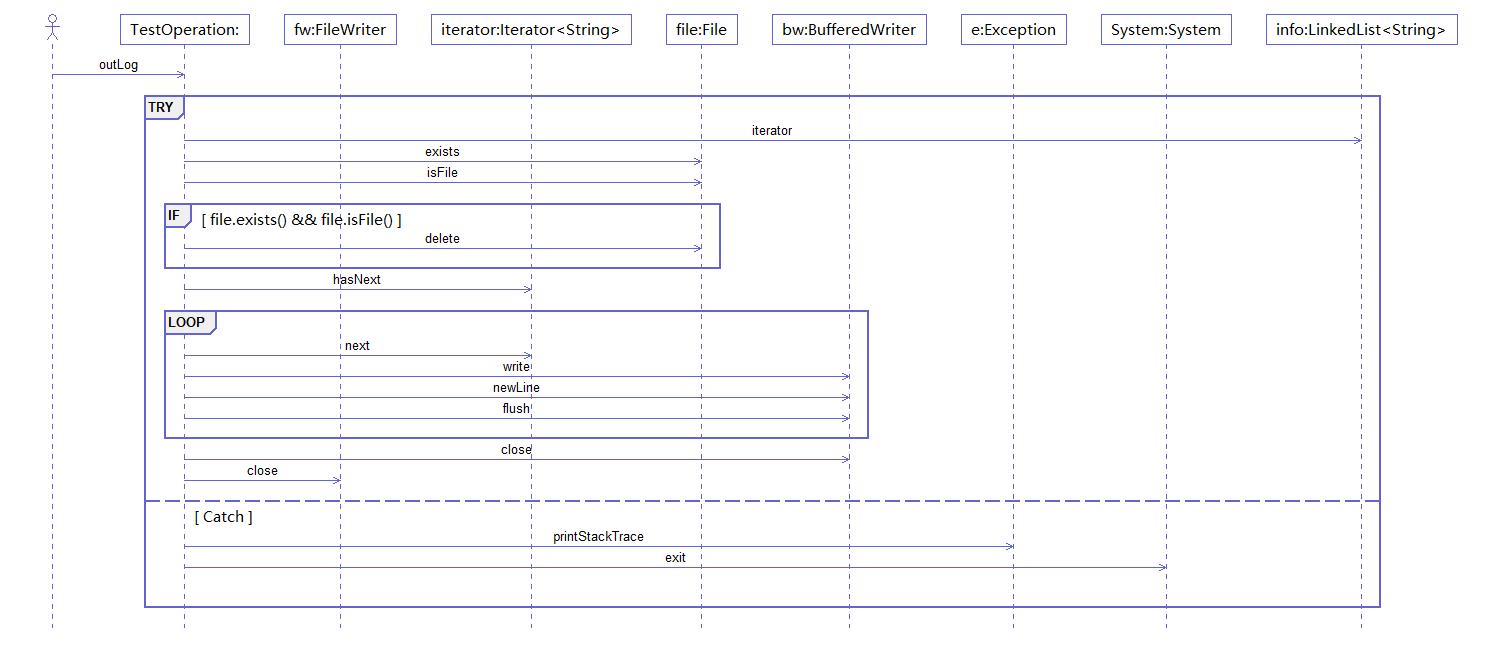 TestOperation:
fw:FileWriter
iterator:Iterator<String>
file:File
bw:BufferedWriter
e:Exception
System:System
info:LinkedList<String>
outLog
TRY
iterator
exists
isFile
IF
[ file.exists() && file.isFile() ]
delete
hasNext
LOOP
next
write
newLine
flush
close
close
[ Catch ]
printStackTrace
exit